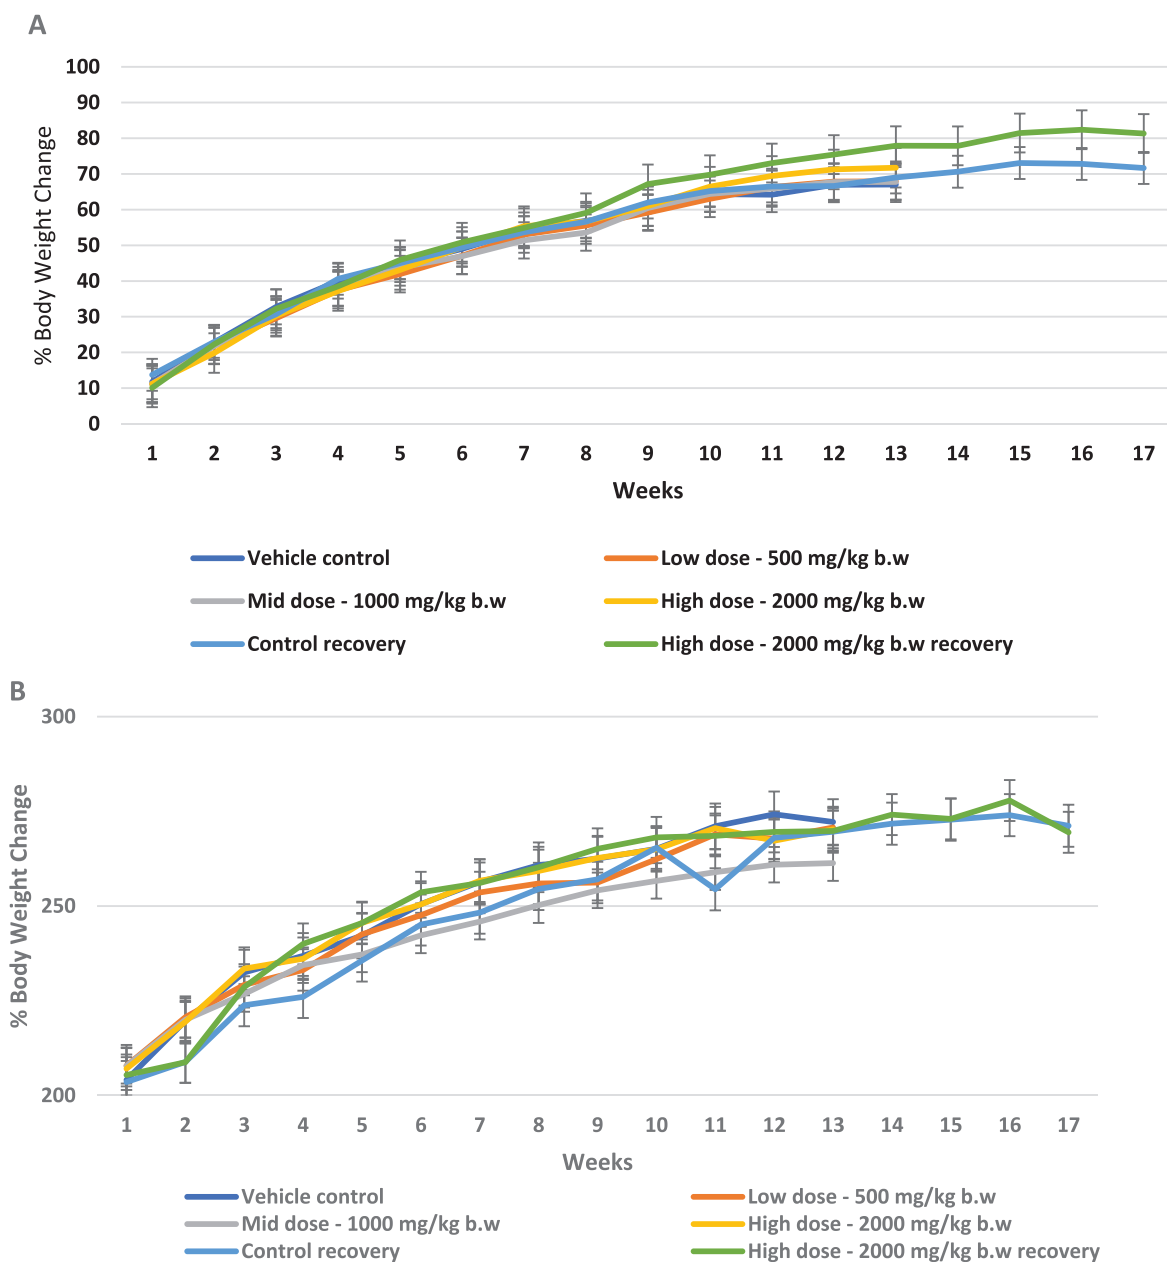 A
100
90
80
70
60
50
40
30
20
10
0
% Body Weight Change
1 2 3 4 5 6 7 8 9 10 11 12 13 14 15 16 17
Weeks
Vehicle control
Low dose - 500 mg/kg b.w
Mid dose - 1000 mg/kg b.w
High dose - 2000 mg/kg b.w
Control recovery
High dose - 2000 mg/kg b.w recovery
B
300
250
200
% Body Weight Change
1 2 3 4 5 6 7 8 9 10 11 12 13 14 15 16 17
Weeks
Vehicle control
Low dose - 500 mg/kg b.w
Mid dose - 1000 mg/kg b.w
High dose - 2000 mg/kg b.w
Control recovery
High dose - 2000 mg/kg b.w recovery